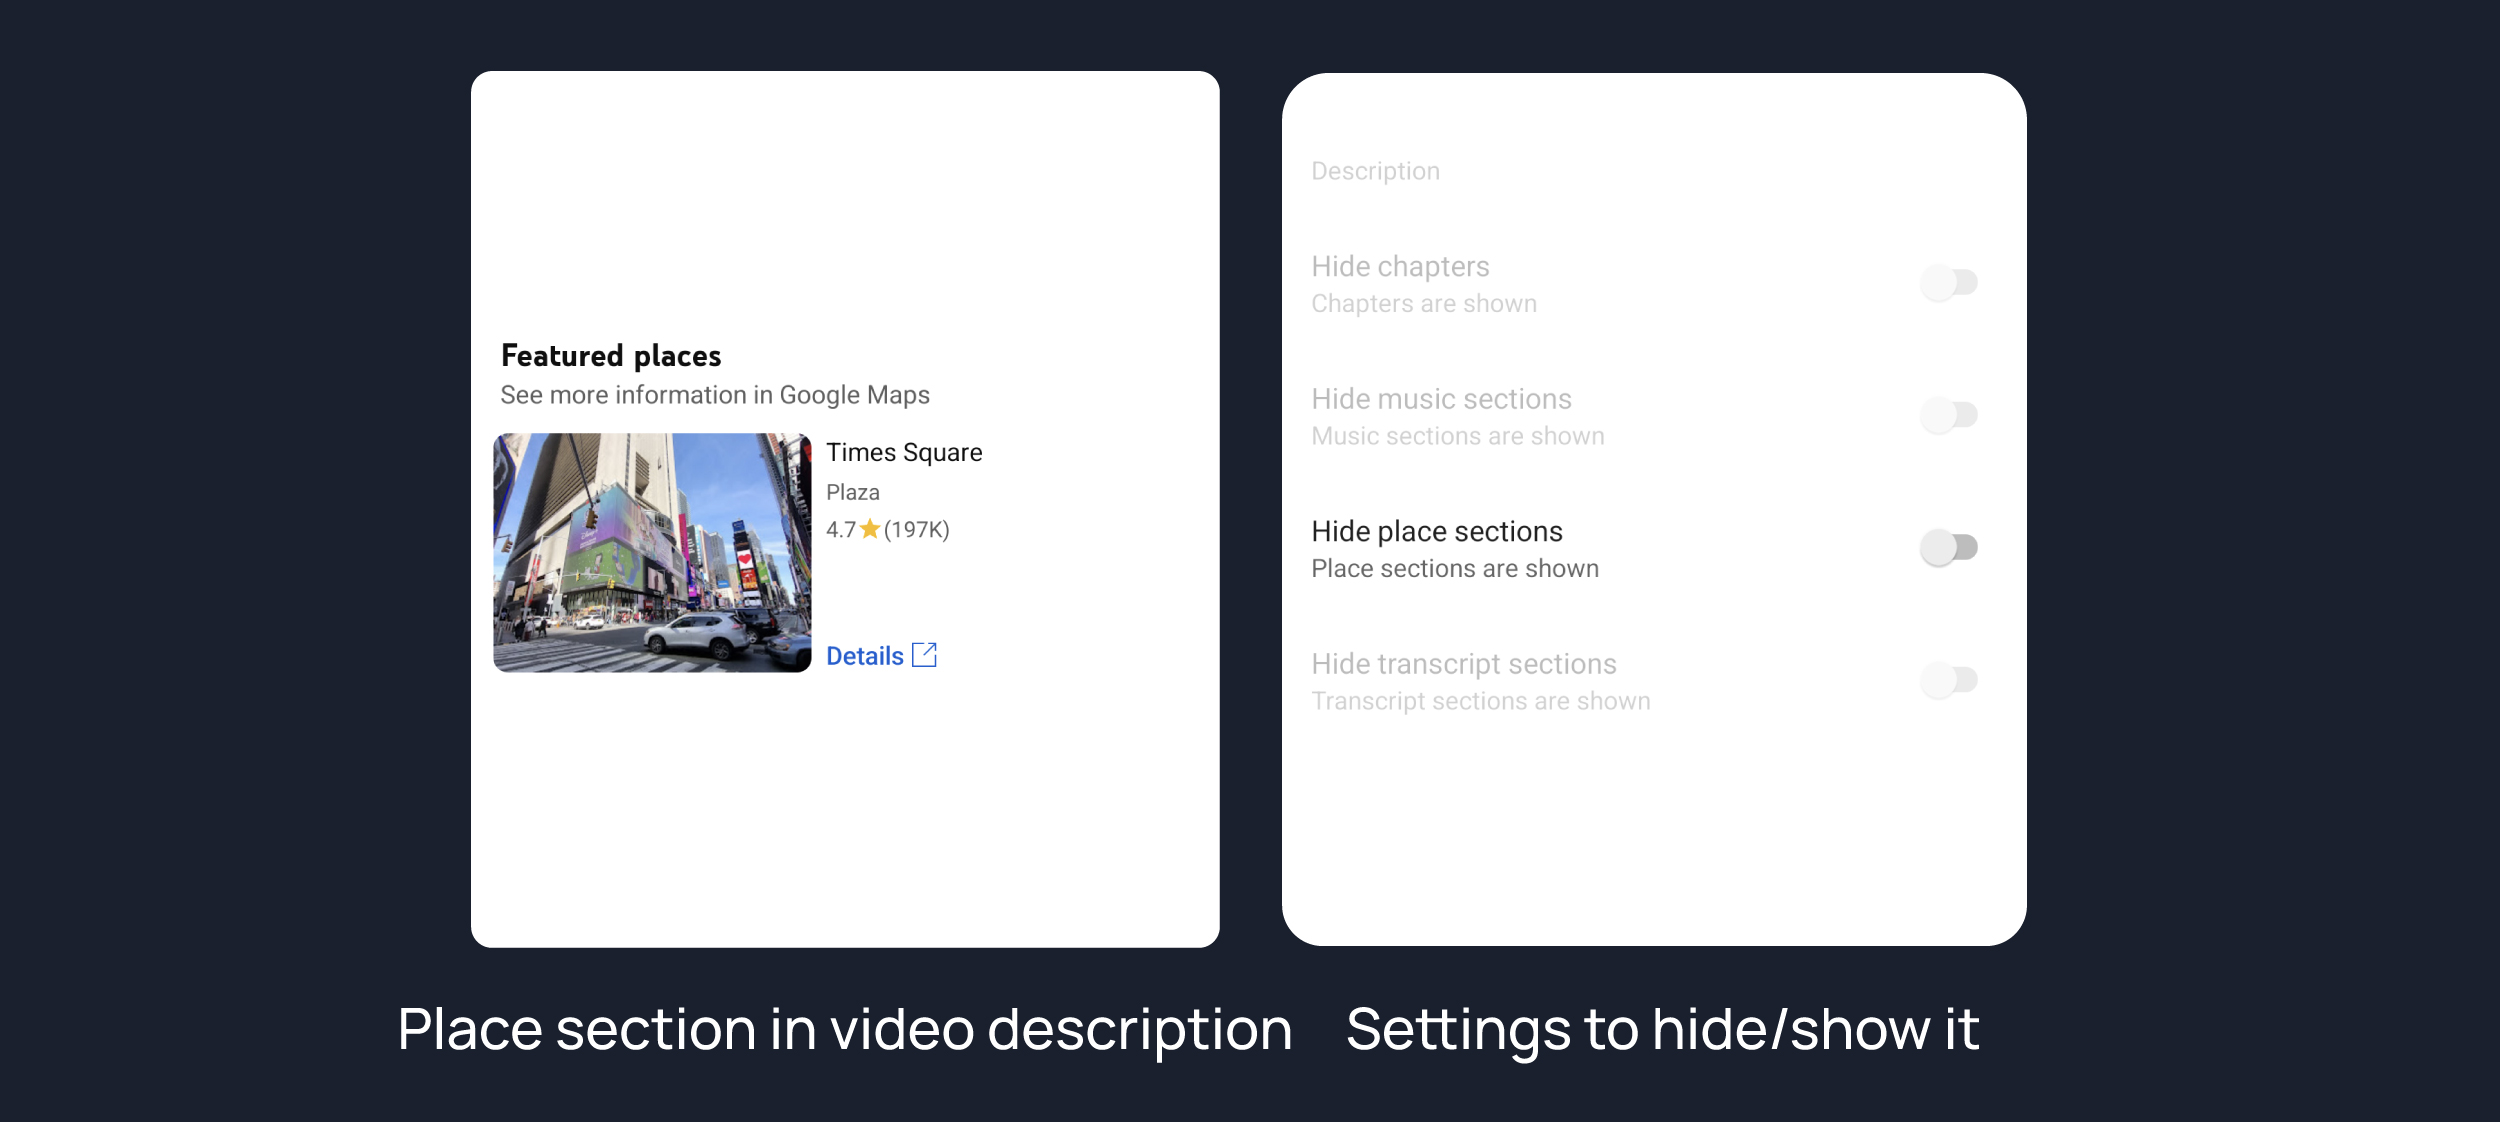 Featured places
See more information in Google Maps
Times Square
Plaza
4.7★(197K)
Details
Description
Hide chapters
Chapters are shown
Hide music sections
Music sections are shown
Hide place sections
Place sections are shown
Hide transcript sections
Transcript sections are shown
Place section in video description
Settings to hide/show it